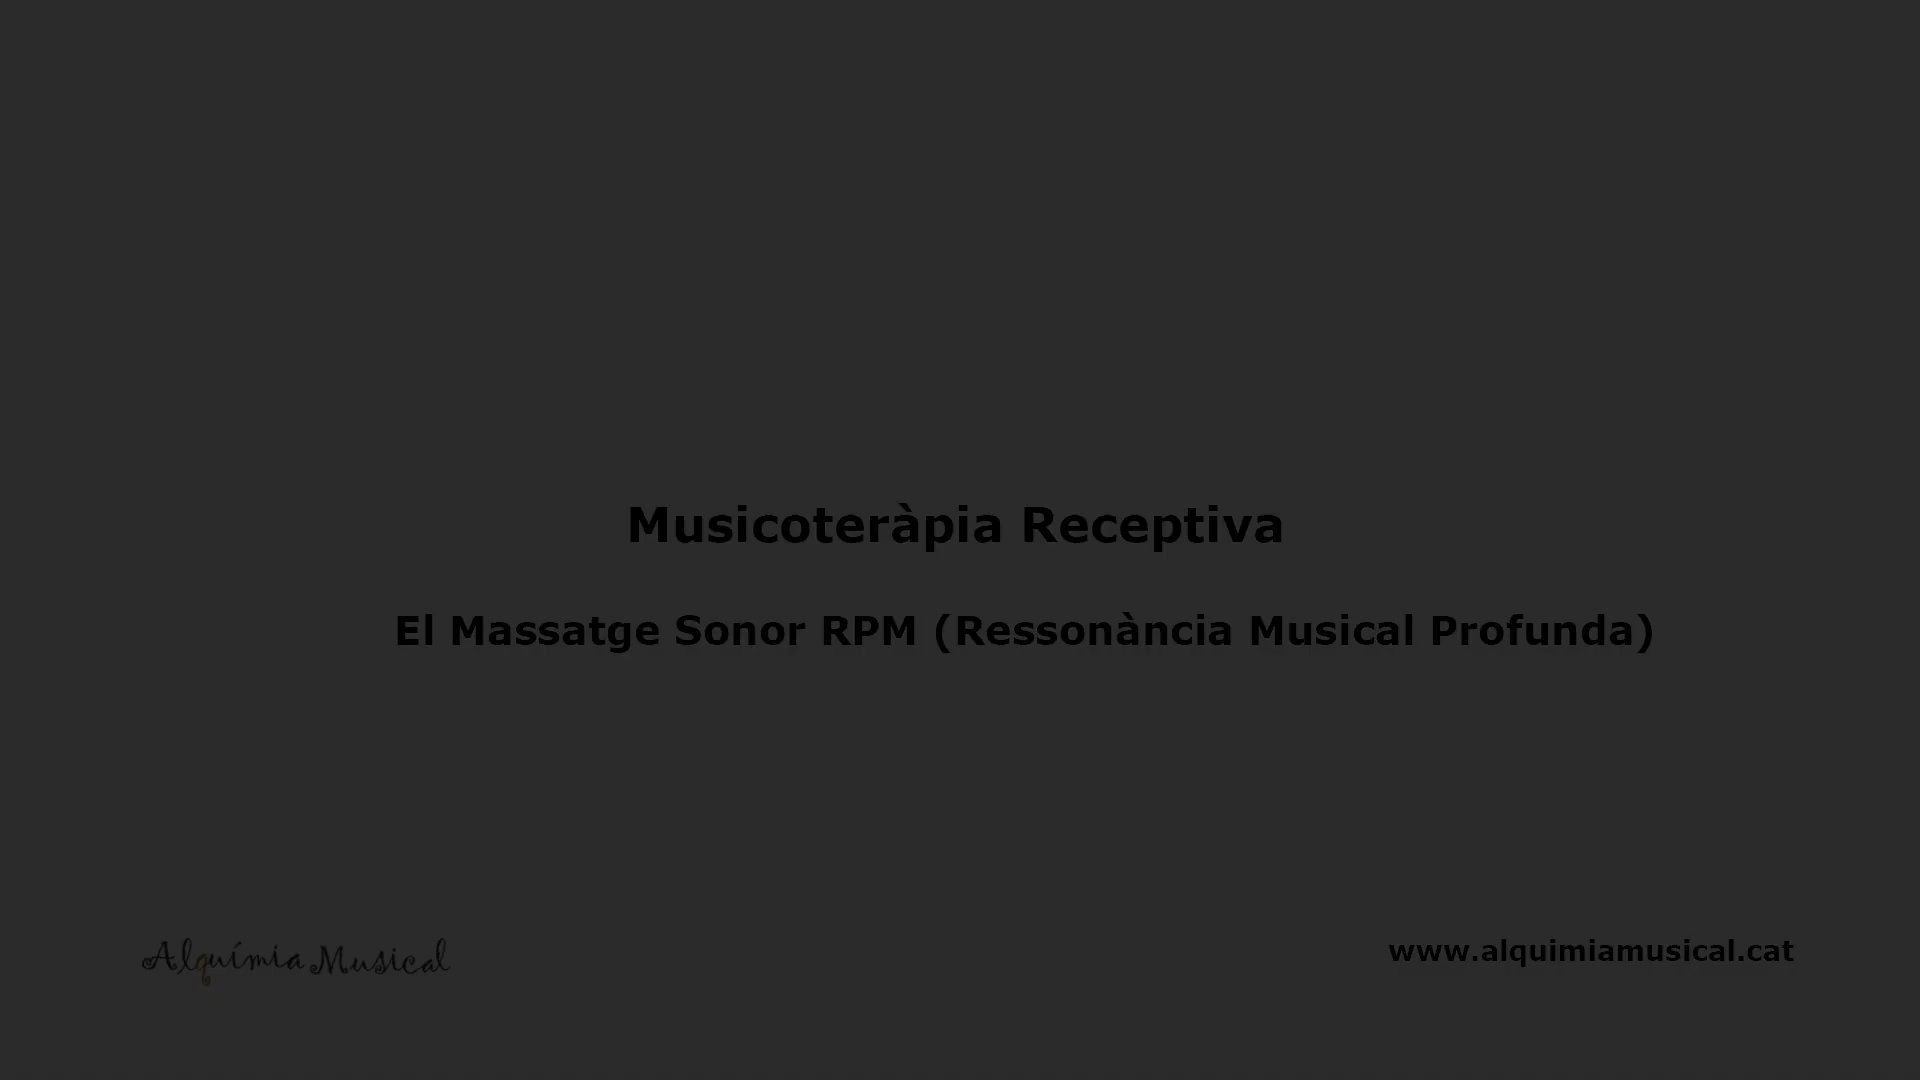 Musicoteràpia Receptiva
El Massatge Sonor RPM (Ressonància Musical Profunda)
Alquímia Musical
www.alquimiamusical.cat